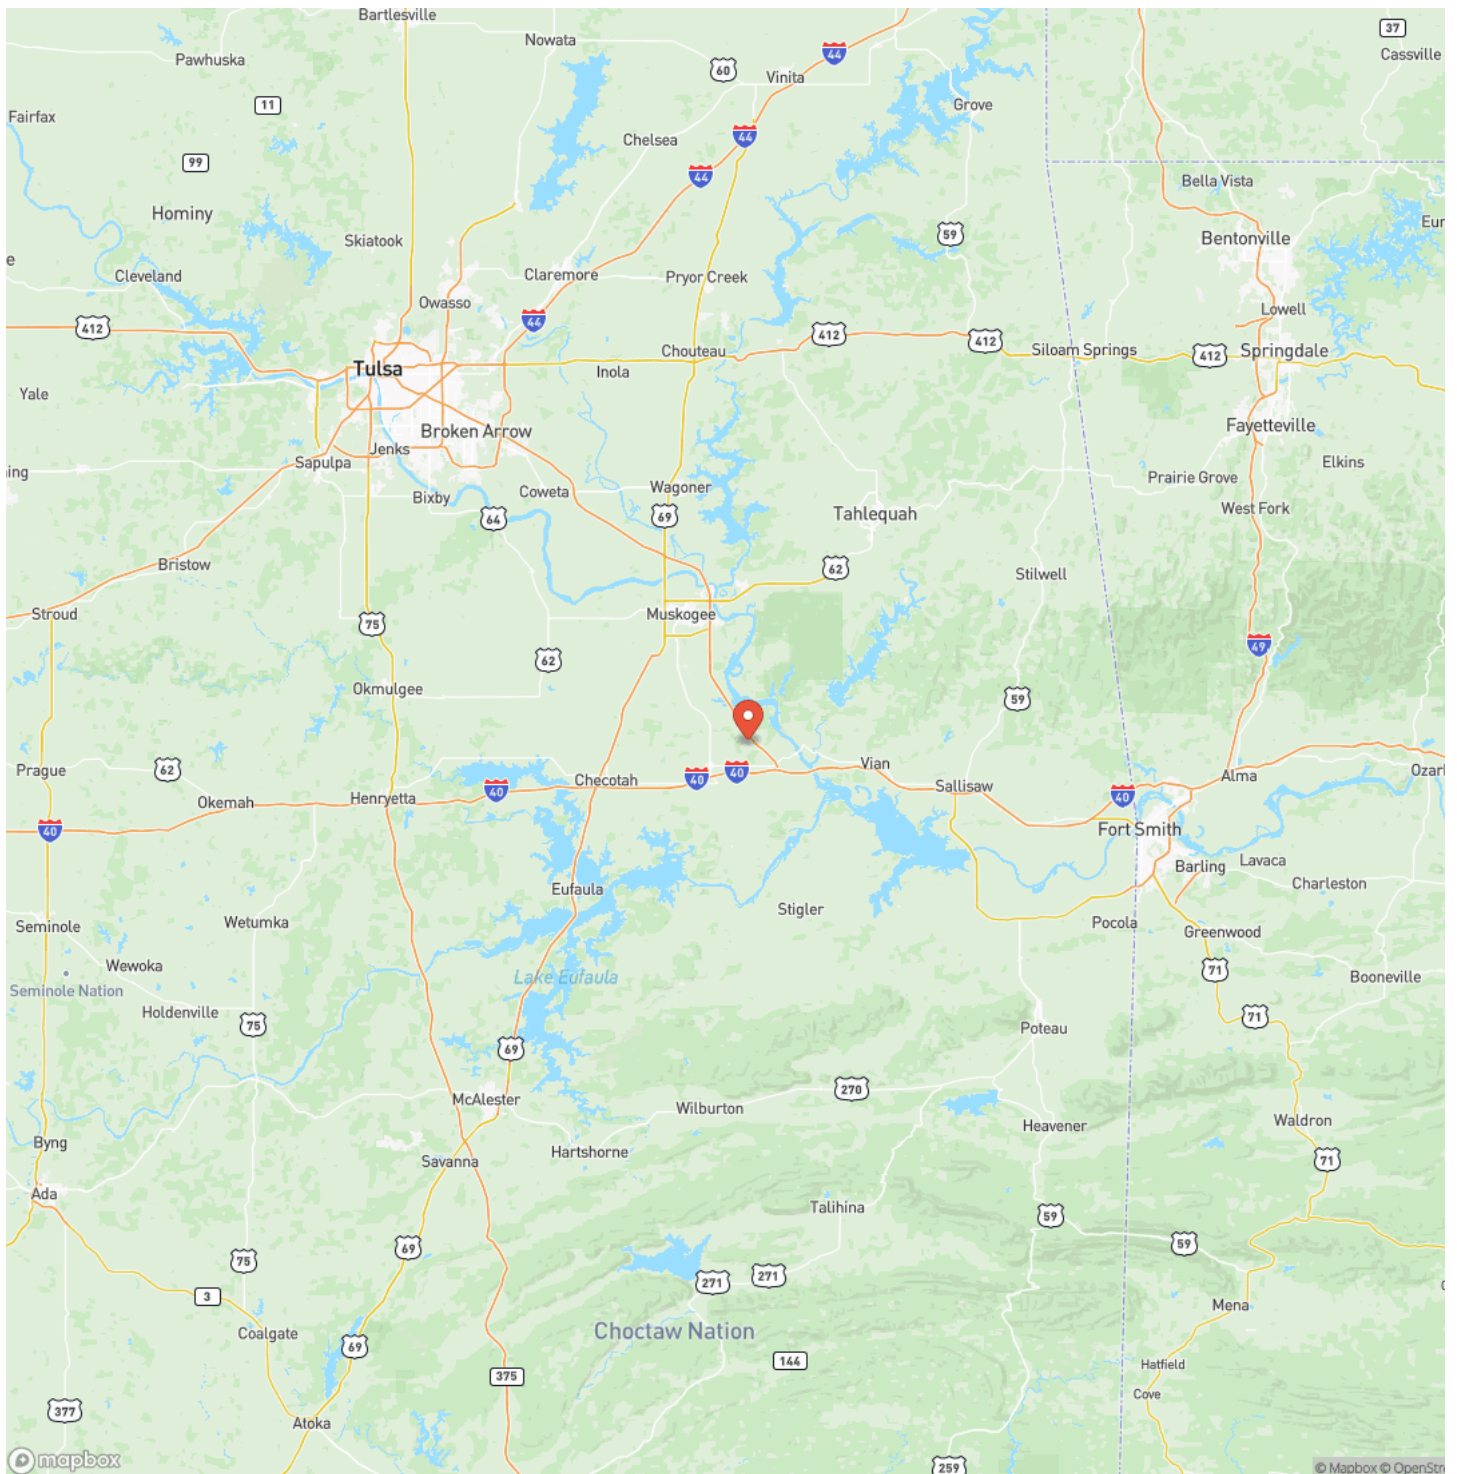 Bartlesville
37
Nowata
44
Cassville
Pawhuska
60
Vinita
11
Grove
Fairfax
44
Chelsea
99
44
Bella Vista
Hominy
Eur
59
Skiatook
Bentonville
e
Cleveland
Claremore
Pryor Creek
Owasso
Lowell
44
412
412
412
Siloam Springs
412
Springdale
Chouteau
Tulsa
Inola
Yale
Broken Arrow
Fayetteville
Jenks
Sapulpa
Elkins
ing
Prairie Grove
Bixby
Coweta
Wagoner
West Fork
64
69
Tahlequah
Bristow
62
Stilwell
Stroud
75
Muskogee
49
62
Okmulgee
59
Prague
62
40
40
Vian
Alma
Ozar
Checotah
Sallisaw
40
Henryetta
40
Okemah
40
Fort Smith
Barling
Lavaca
Charleston
Eufaula
Stigler
Wetumka
Pocola
Seminole
Greenwood
Wewoka
71
Booneville
Seminole Nation
Lake Eufaula
Holdenville
75
71
Poteau
69
270
McAlester
Wilburton
Heavener
Waldron
Byng
Hartshorne
Savanna
71
Ada
Talihina
59
69
59
75
271
271
3
Mena
Coalgate
Choctaw Nation
69
144
Hatfield
375
Cove
377
Atoka
mapbox
259
© Mapbox © OpenStre